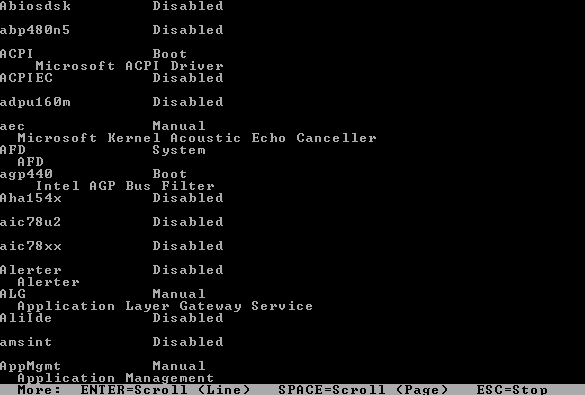 Abiosdsk Disabled
abp480n5 Disabled
ACPI Boot
Microsoft ACPI Driver
ACPIEC Disabled
adpu160m Disabled
aec Manual
Microsoft Kernel Acoustic Echo Canceller
AFD System
AFD
agp440 Boot
Intel AGP Bus Filter
Aha154x Disabled
aic78u2 Disabled
aic78xx Disabled
Alerter Disabled
Alerter
ALG Manual
Application Layer Gateway Service
AliIde Disabled
amsint Disabled
AppMgmt Manual
Application Management
More: ENTER=Scroll (Line) SPACE=Scroll (Page) ESC=Stop